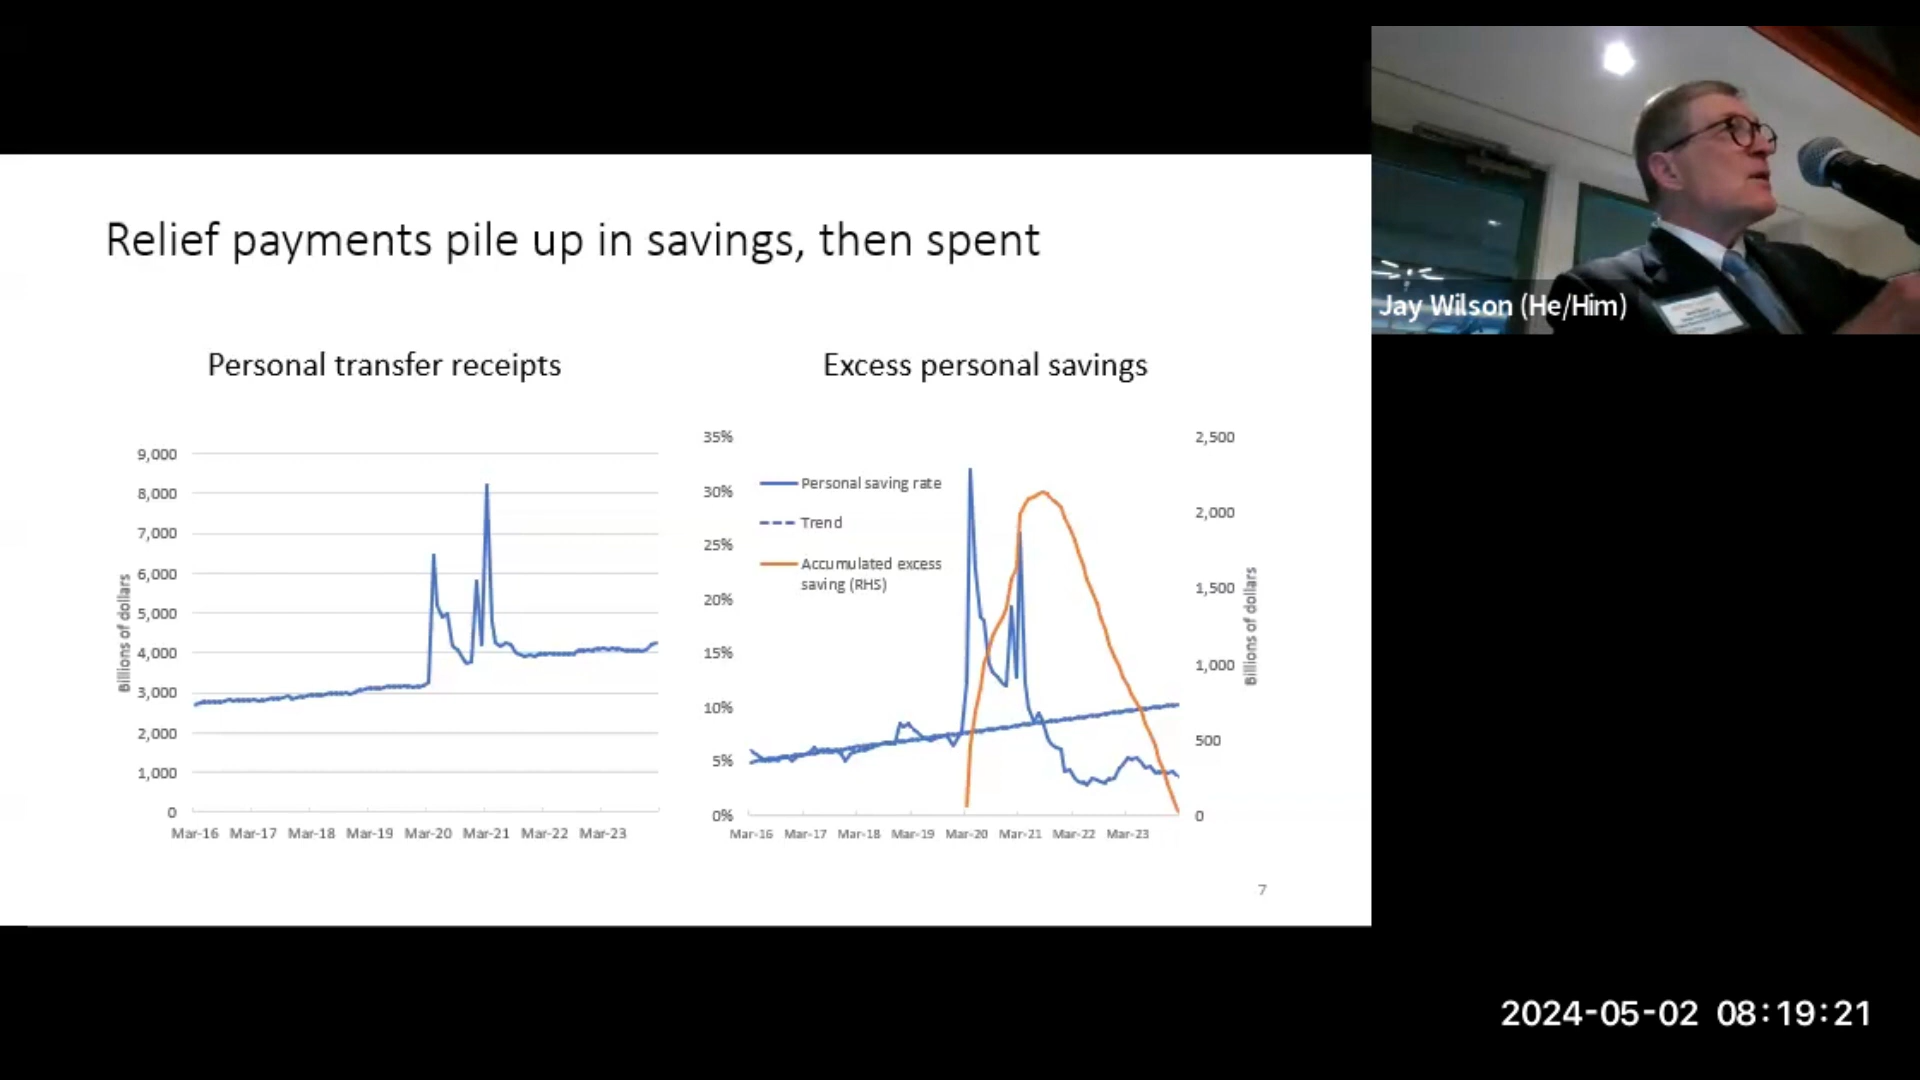 Relief payments pile up in savings, then spent
Personal transfer receipts
Billions of dollars
9,000
8,000
7,000
6,000
5,000
4,000
3,000
2,000
1,000
0
Mar-16 Mar-17 Mar-18 Mar-19 Mar-20 Mar-21 Mar-22 Mar-23
Excess personal savings
35%
30%
25%
20%
15%
10%
5%
0%
Personal saving rate
Trend
Accumulated excess
saving (RHS)
2,500
2,000
1,500
1,000
500
0
Billions of dollars
Mar-16 Mar-17 Mar-18 Mar-19 Mar-20 Mar-21 Mar-22 Mar-23
7
Jay Wilson (He/Him)
2024-05-02 08:19:21